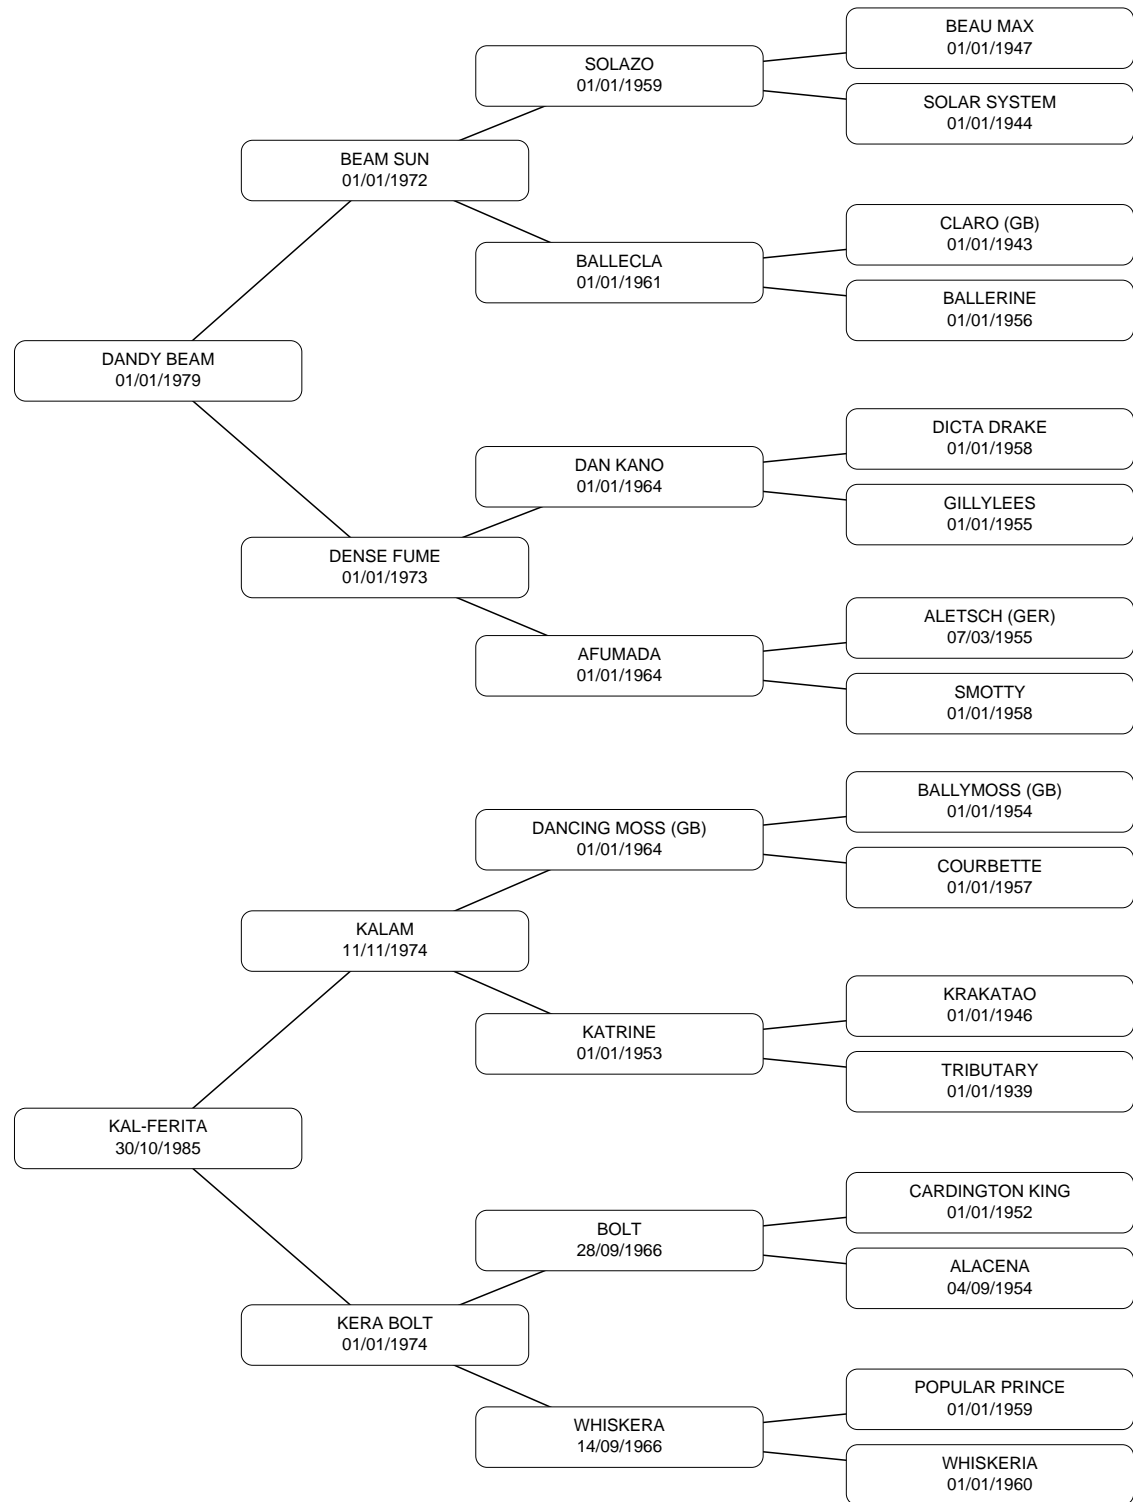 BEAU MAX
01/01/1947
SOLAZO
01/01/1959
SOLAR SYSTEM
01/01/1944
BEAM SUN
01/01/1972
CLARO (GB)
01/01/1943
BALLECLA
01/01/1961
BALLERINE
01/01/1956
DANDY BEAM
01/01/1979
DICTA DRAKE
01/01/1958
DAN KANO
01/01/1964
GILLYLEES
01/01/1955
DENSE FUME
01/01/1973
ALETSCH (GER)
07/03/1955
AFUMADA
01/01/1964
SMOTTY
01/01/1958
BALLYMOSS (GB)
01/01/1954
DANCING MOSS (GB)
01/01/1964
COURBETTE
01/01/1957
KALAM
11/11/1974
KRAKATAO
01/01/1946
KATRINE
01/01/1953
TRIBUTARY
01/01/1939
KAL-FERITA
30/10/1985
CARDINGTON KING
01/01/1952
BOLT
28/09/1966
ALACENA
04/09/1954
KERA BOLT
01/01/1974
POPULAR PRINCE
01/01/1959
WHISKERA
14/09/1966
WHISKERIA
01/01/1960